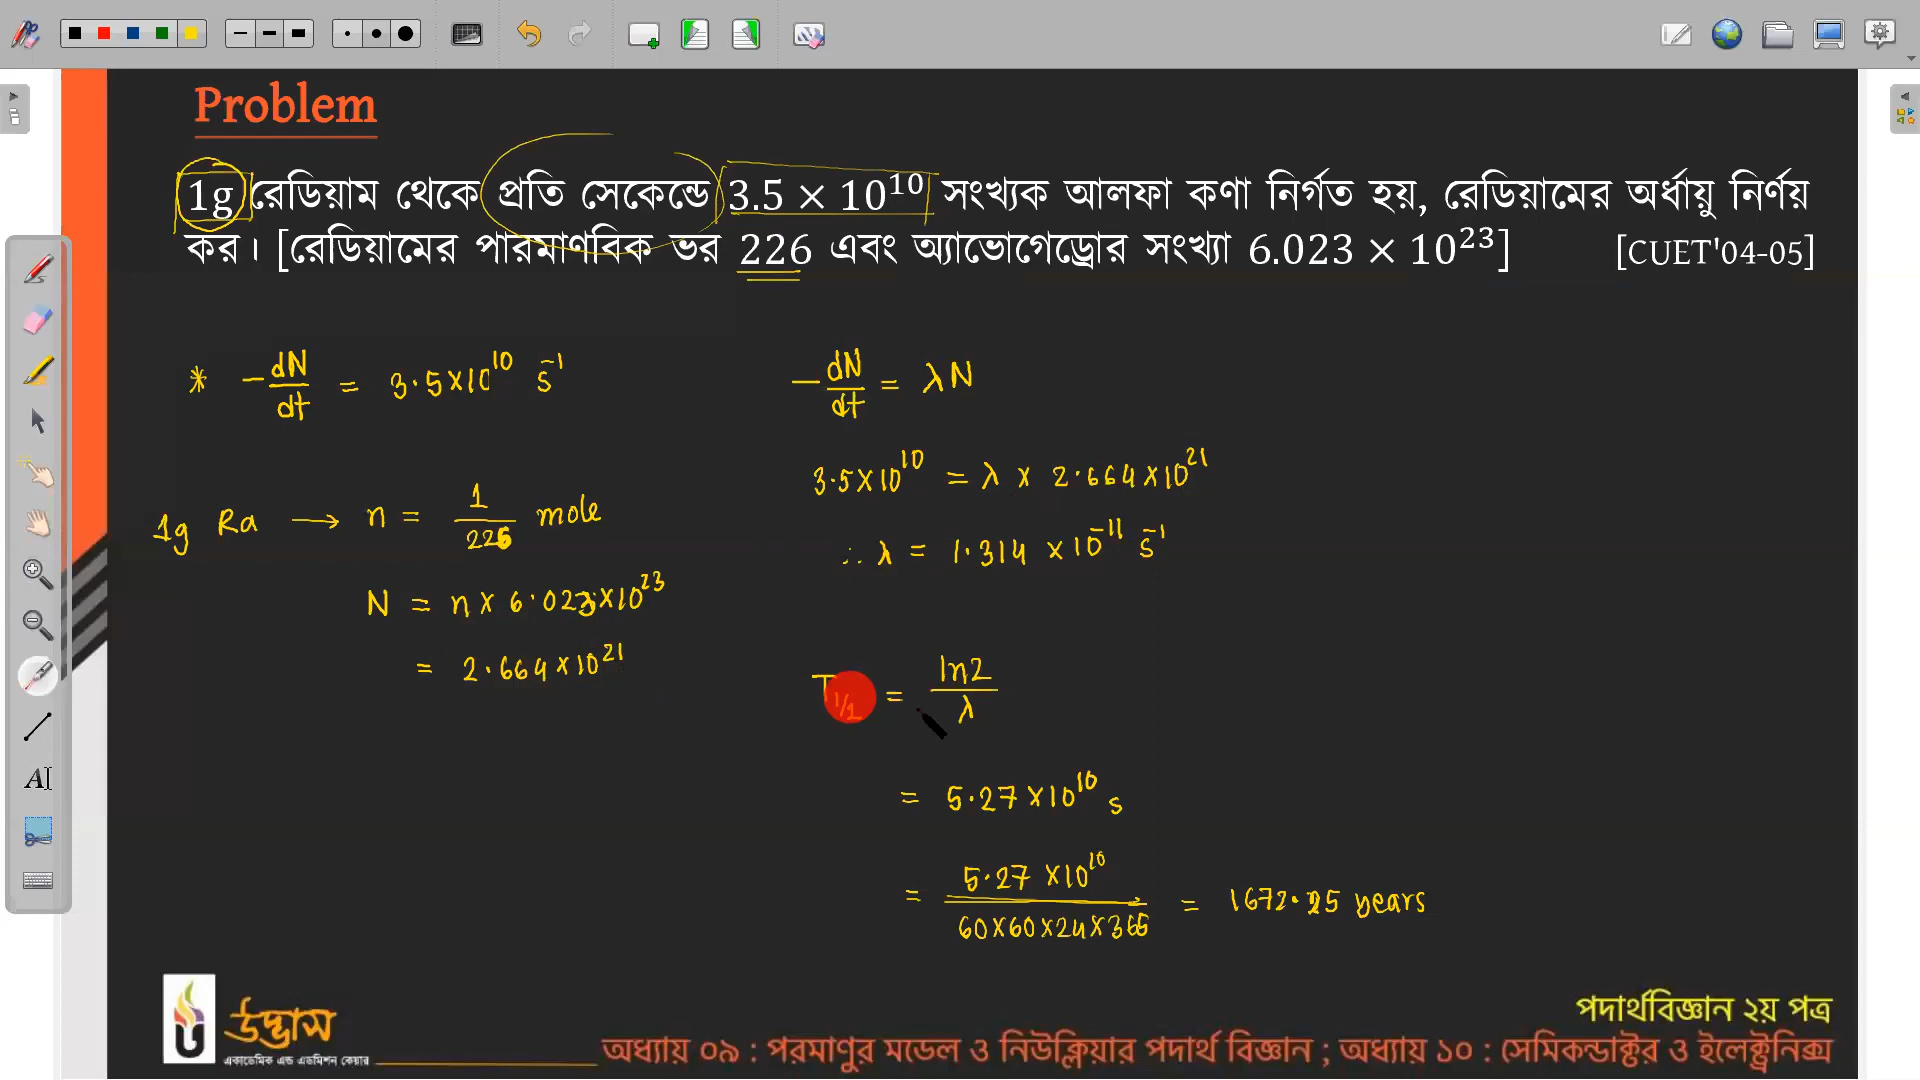 Problem
1g রেডিয়াম থেকে প্রতি সেকেন্ডে 3.5 × 10¹⁰ সংখ্যক আলফা কণা নির্গত হয়, রেডিয়ামের অর্ধায়ু নির্ণয়
কর। [রেডিয়ামের পারমাণবিক ভর 226 এবং অ্যাভোগেড্রোর সংখ্যা 6.023 × 10²³] [CUET'04-05]
* -dN/dt = 3.5×10¹⁰ s⁻¹
1g Ra → n = 1/226 mole
N = n × 6.023×10²³
= 2.664×10²¹
-dN/dt = λN
3.5×10¹⁰ = λ × 2.664×10²¹
∴ λ = 1.314 ×10⁻¹¹ s⁻¹
T1/2 = ln2/λ
= 5.27×10¹⁰ s
= 5.27×10¹⁰/60×60×24×365 = 1672.25 years
উদ্ভাস
একাডেমিক এন্ড এডমিশন কেয়ার
পদার্থবিজ্ঞান ২য় পত্র
অধ্যায় ০৯ : পরমাণুর মডেল ও নিউক্লিয়ার পদার্থ বিজ্ঞান ; অধ্যায় ১০ : সেমিকন্ডাক্টর ও ইলেক্ট্রনিক্স